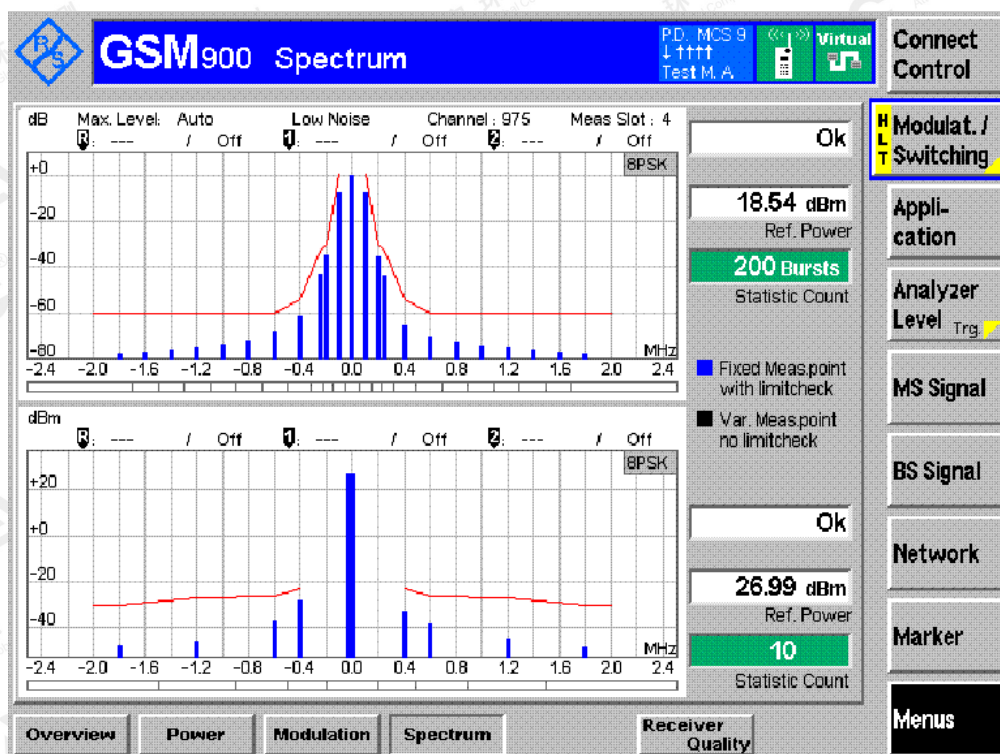 R&S
GSM900 Spectrum
P.D. MCS 9
↓ ↑↑↑↑
Test M. A
Virtual
Connect Control
dB Max. Level: Auto Low Noise Channel : 975 Meas Slot : 4
R: --- / Off 1: --- / Off 2: --- / Off
8PSK
+0
-20
-40
-60
-80
MHz
-2.4 -2.0 -1.6 -1.2 -0.8 -0.4 0.0 0.4 0.8 1.2 1.6 2.0 2.4
Ok
18.54 dBm
Ref. Power
200 Bursts
Statistic Count
Fixed Meas.point
with limitcheck
Var. Meas.point
no limitcheck
dBm
R: --- / Off 1: --- / Off 2: --- / Off
8PSK
+20
+0
-20
-40
MHz
-2.4 -2.0 -1.6 -1.2 -0.8 -0.4 0.0 0.4 0.8 1.2 1.6 2.0 2.4
Ok
26.99 dBm
Ref. Power
10
Statistic Count
HLT
Modulat. /
Switching
Appli-
cation
Analyzer
Level Trg.
MS Signal
BS Signal
Network
Marker
Menus
Overview Power Modulation Spectrum Receiver
Quality